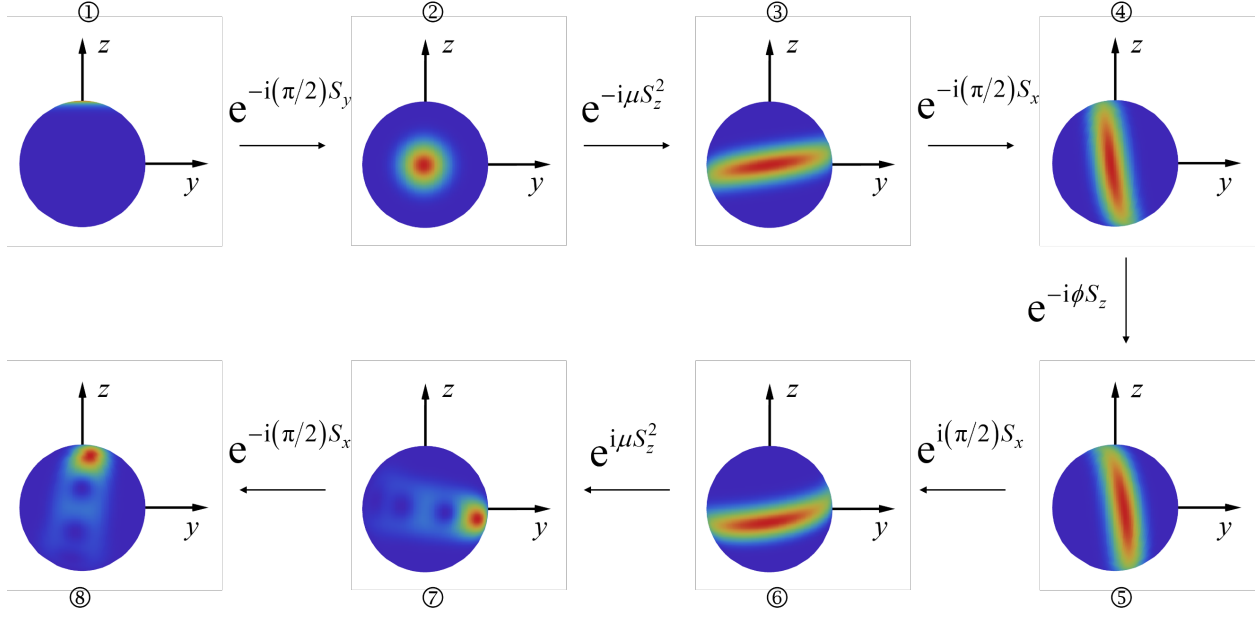 ① ② ③ ④
z z z z
e^{-i(π/2)S_y} e^{-iμS_z^2} e^{-i(π/2)S_x}
y y y y
e^{-iϕS_z}
z z z z
e^{-i(π/2)S_x} e^{iμS_z^2} e^{i(π/2)S_x}
y y y y
⑧ ⑦ ⑥ ⑤